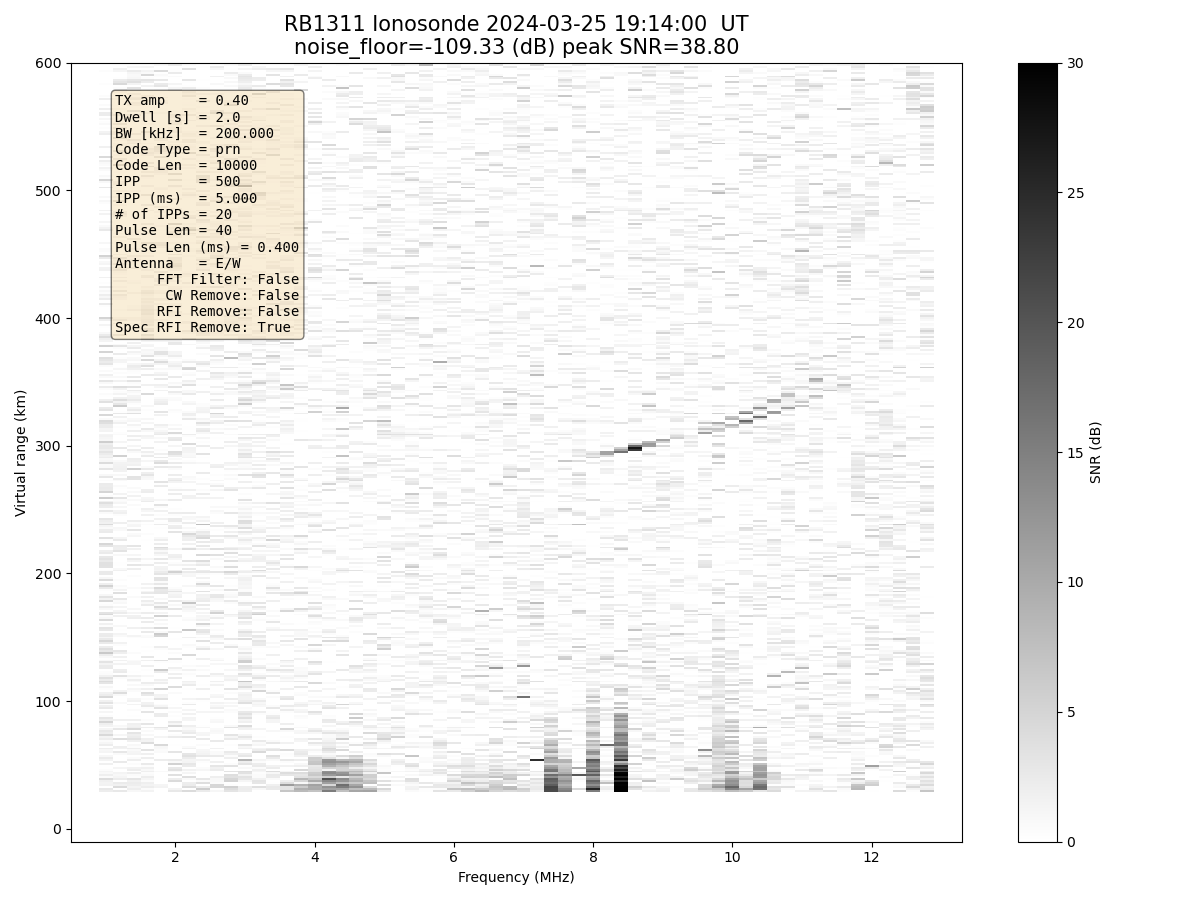 RB1311 Ionosonde 2024-03-25 19:14:00  UT
noise_floor=-109.33 (dB) peak SNR=38.80
TX amp    = 0.40
Dwell [s] = 2.0
BW [kHz]  = 200.000
Code Type = prn
Code Len  = 10000
IPP       = 500
IPP (ms)  = 5.000
# of IPPs = 20
Pulse Len = 40
Pulse Len (ms) = 0.400
Antenna   = E/W
FFT Filter: False
CW Remove: False
RFI Remove: False
Spec RFI Remove: True
600
500
400
300
200
100
0
Virtual range (km)
2 4 6 8 10 12
Frequency (MHz)
30
25
20
15
10
5
0
SNR (dB)